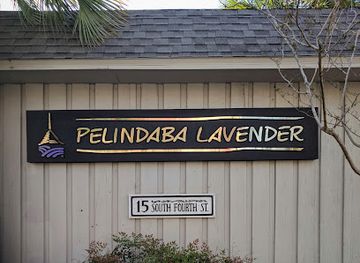 PELINDABA LAVENDER
15 SOUTH FOURTH ST.